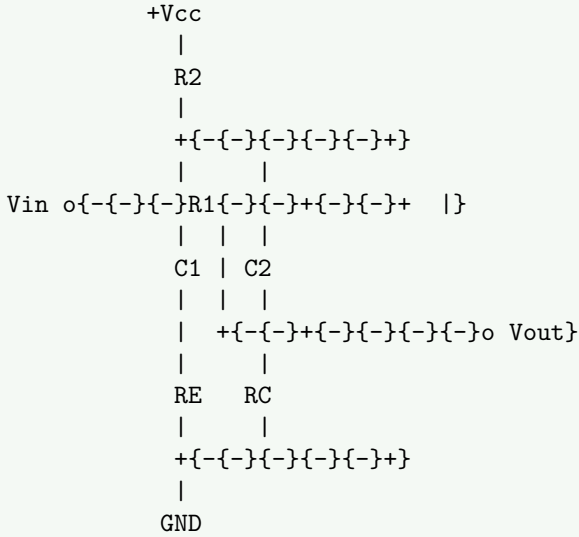 +Vcc
|
R2
|
+{-{-}{-}{-}{-}+}
| |
Vin o{-{-}{-}R1{-}{-}+{-}{-}+ |}
| | |
C1 | C2
| | |
| +{-{-}+{-}{-}{-}{-}o Vout}
| |
RE RC
| |
+{-{-}{-}{-}{-}+}
|
GND